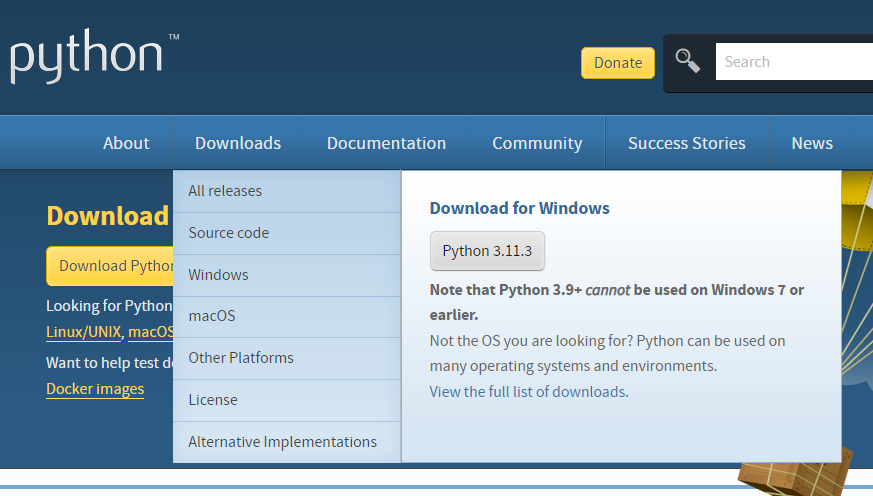 python™
Donate
Search
About
Downloads
Documentation
Community
Success Stories
News
Download
Download
All releases
Source code
Windows
macOS
Other Platforms
License
Alternative Implementations
Download for Windows
Python 3.11.3
Note that Python 3.9+ cannot be used on Windows 7 or
earlier.
Not the OS you are looking for? Python can be used on
many operating systems and environments.
View the full list of downloads.
Looking for Python
Linux/UNIX, macOS
Want to help test
Docker images